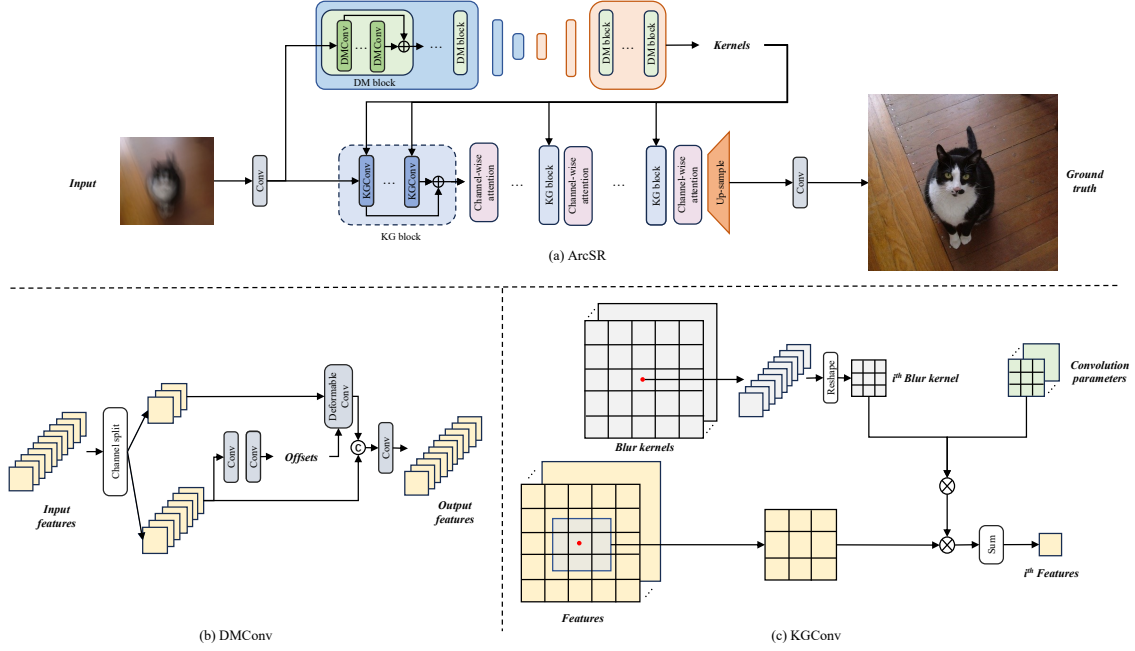 DMConv
...
DMConv
...
DM block
DM block
DM block
...
DM block
Kernels
Input
Conv
KGConv
...
KGConv
KG block
Channel-wise
attention
...
KG block
Channel-wise
attention
...
KG block
Channel-wise
attention
Up-sample
Conv
Ground
truth
(a) ArcSR
Input
features
Channel split
Conv
Conv
Offsets
Deformable
Conv
C
Conv
Output
features
(b) DMConv
Blur kernels
Reshape
i^th Blur kernel
Convolution
parameters
Features
Sum
i^th Features
(c) KGConv